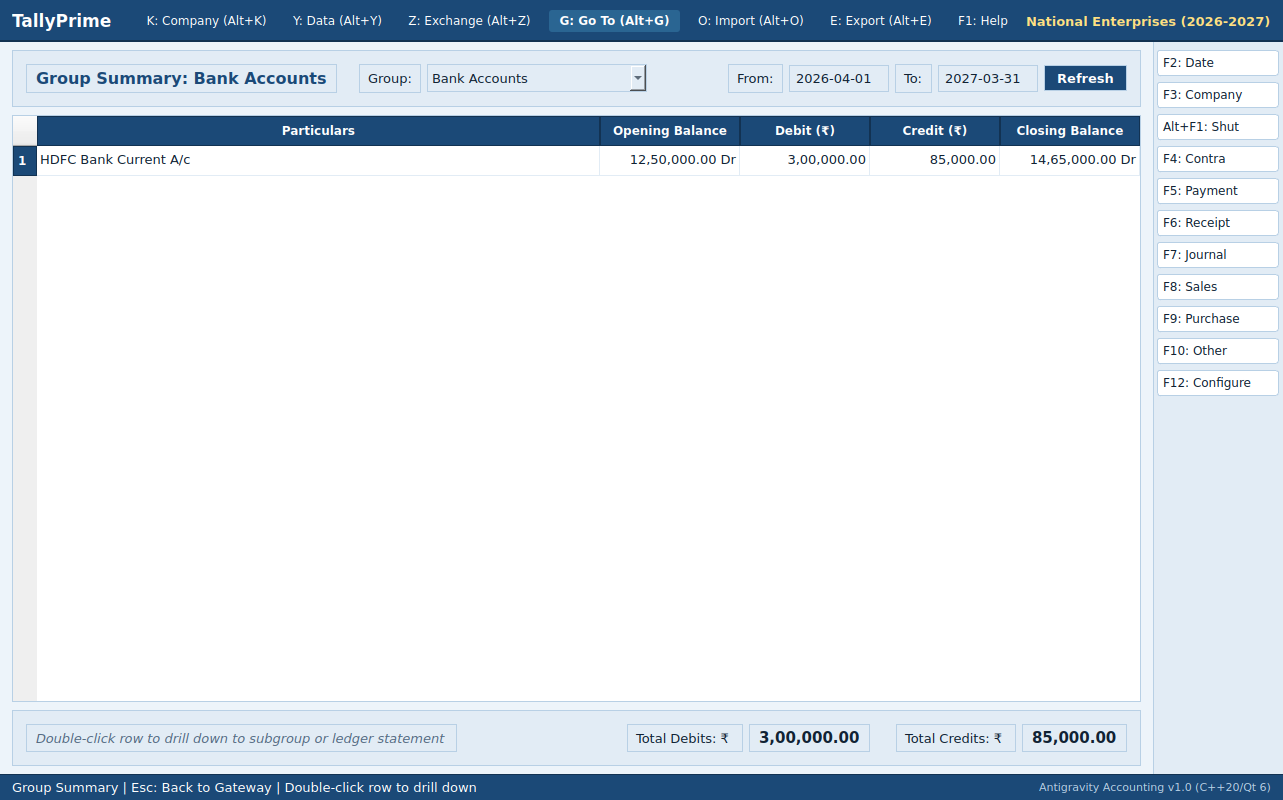 TallyPrime K: Company (Alt+K) Y: Data (Alt+Y) Z: Exchange (Alt+Z) G: Go To (Alt+G) O: Import (Alt+O) E: Export (Alt+E) F1: Help National Enterprises (2026-2027)
Group Summary: Bank Accounts Group: Bank Accounts From: 2026-04-01 To: 2027-03-31 Refresh
Particulars Opening Balance Debit (₹) Credit (₹) Closing Balance
1 HDFC Bank Current A/c 12,50,000.00 Dr 3,00,000.00 85,000.00 14,65,000.00 Dr
Double-click row to drill down to subgroup or ledger statement Total Debits: ₹ 3,00,000.00 Total Credits: ₹ 85,000.00
F2: Date
F3: Company
Alt+F1: Shut
F4: Contra
F5: Payment
F6: Receipt
F7: Journal
F8: Sales
F9: Purchase
F10: Other
F12: Configure
Group Summary | Esc: Back to Gateway | Double-click row to drill down Antigravity Accounting v1.0 (C++20/Qt 6)